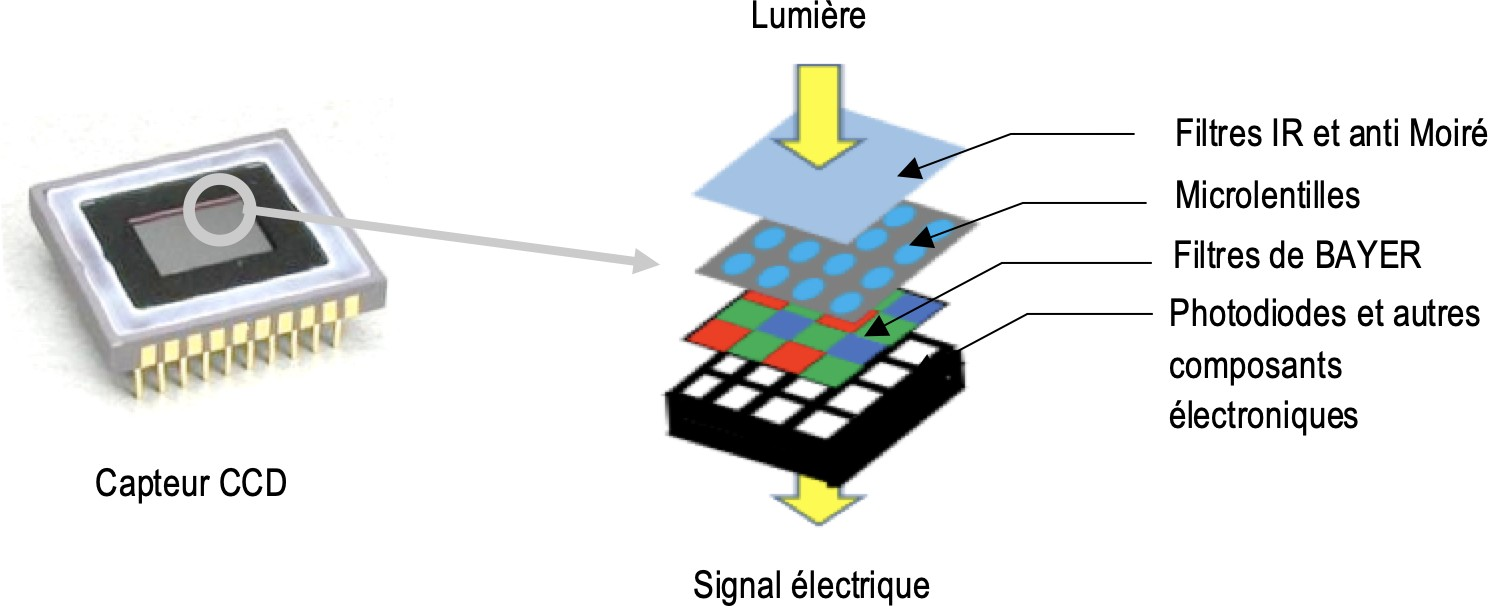 Lumière
Filtres IR et anti Moiré
Microlentilles
Filtres de BAYER
Photodiodes et autres
composants
électroniques
Capteur CCD
Signal électrique